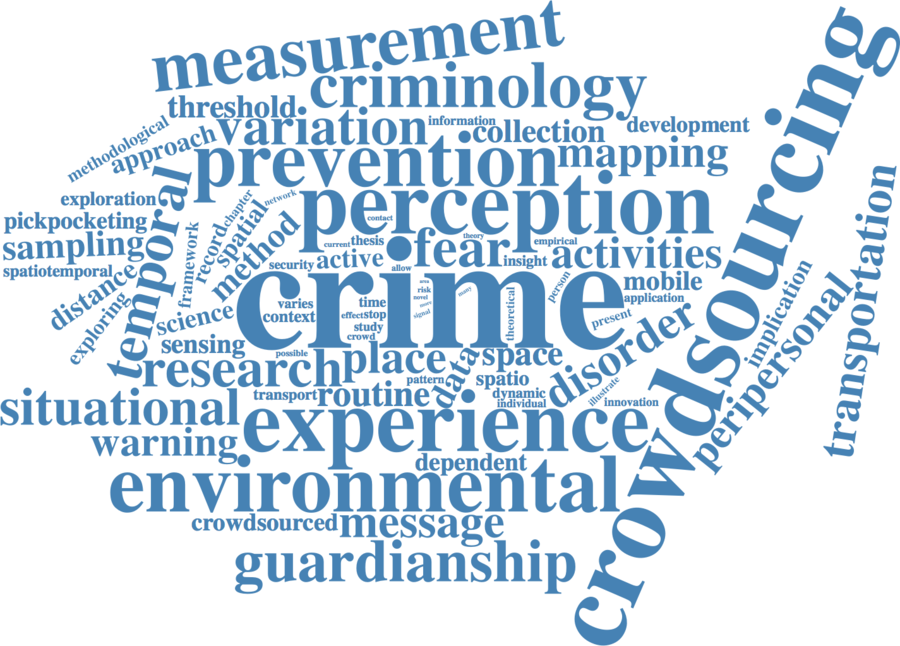 measurement
criminology
crowdsourcing
threshold
variation
information
collection
development
methodological
approach
prevention
mapping
exploration
temporal
perception
pickpocketing
sampling
spatiotemporal
distance
exploring
framework
record
chapter
spatial
network
method
contact
current
thesis
theory
fear
empirical
activities
security
active
allow
insight
crime
area
risk
novel
more
signal
many
theoretical
person
mobile
application
present
disorder
implication
peripersonal
transportation
science
varies
context
time
effect
stop
study
crowd
sensing
possible
research
place
data
space
pattern
spatio
transport
routine
dynamic
individual
illustrate
innovation
situational
experience
warning
dependent
environmental
crowdsourced
message
guardianship